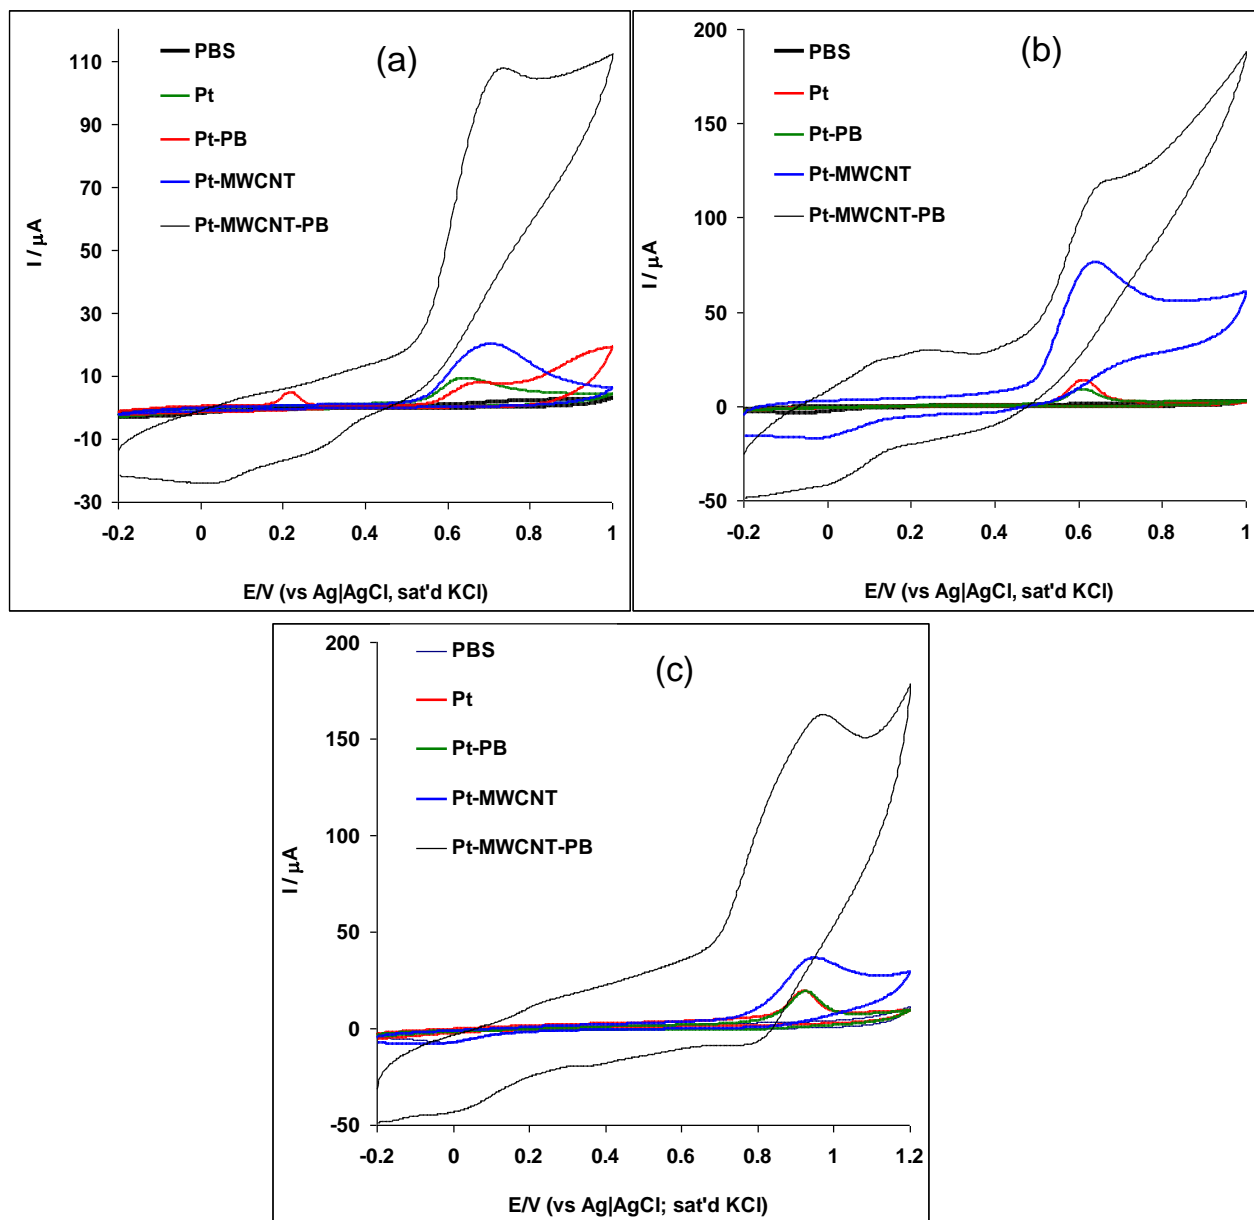 (a)
PBS
Pt
Pt-PB
Pt-MWCNT
Pt-MWCNT-PB
110
90
70
50
30
10
-10
-30
I / μA
-0.2 0 0.2 0.4 0.6 0.8 1
E/V (vs Ag|AgCl, sat'd KCl)
(b)
PBS
Pt
Pt-PB
Pt-MWCNT
Pt-MWCNT-PB
200
150
100
50
0
-50
I / μA
-0.2 0 0.2 0.4 0.6 0.8 1
E/V (vs Ag|AgCl, sat'd KCl)
(c)
PBS
Pt
Pt-PB
Pt-MWCNT
Pt-MWCNT-PB
200
150
100
50
0
-50
I / μA
-0.2 0 0.2 0.4 0.6 0.8 1 1.2
E/V (vs Ag|AgCl; sat'd KCl)